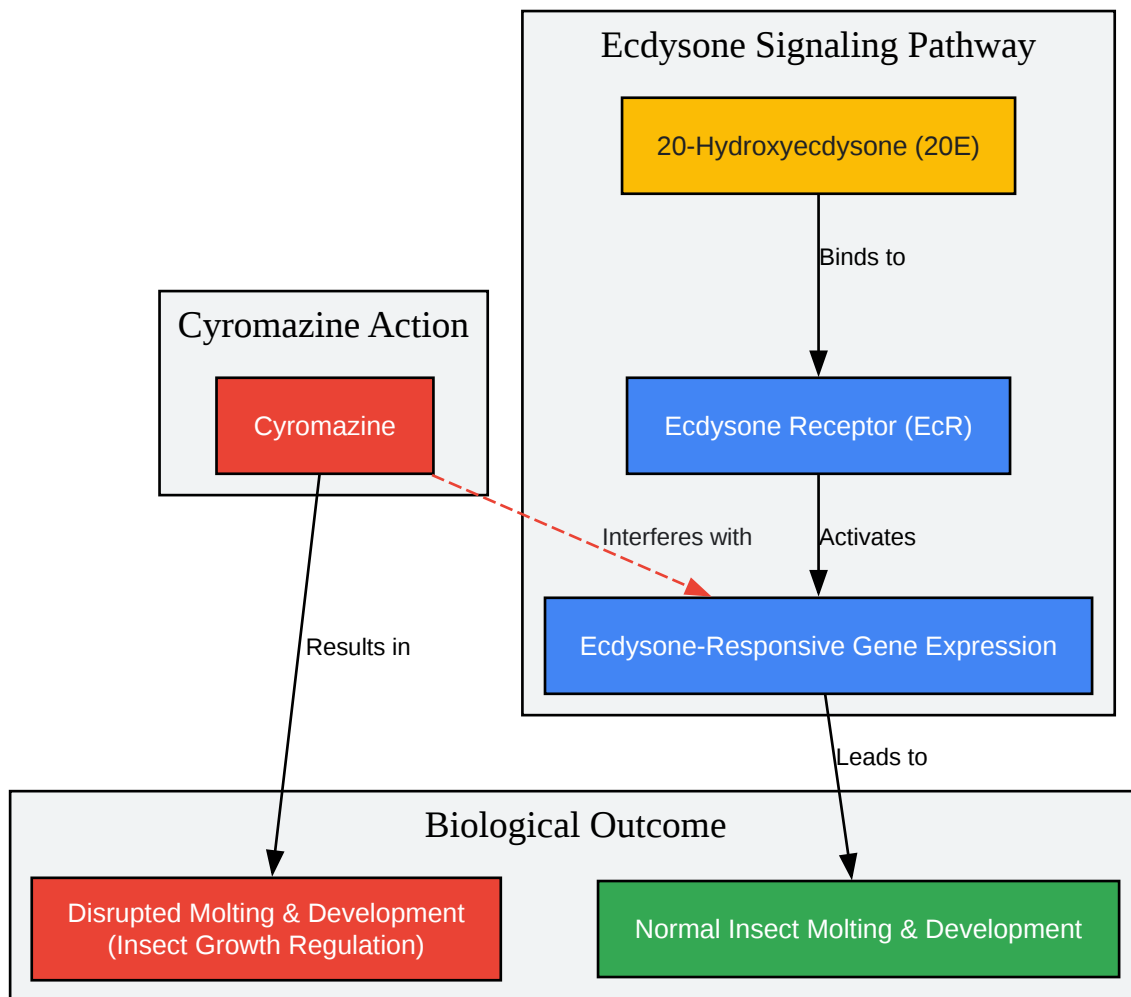 Ecdysone Signaling Pathway
20-Hydroxyecdysone (20E)
Binds to
Cyromazine Action
Cyromazine
Ecdysone Receptor (EcR)
Interferes with
Activates
Results in
Ecdysone-Responsive Gene Expression
Leads to
Biological Outcome
Disrupted Molting & Development
(Insect Growth Regulation)
Normal Insect Molting & Development